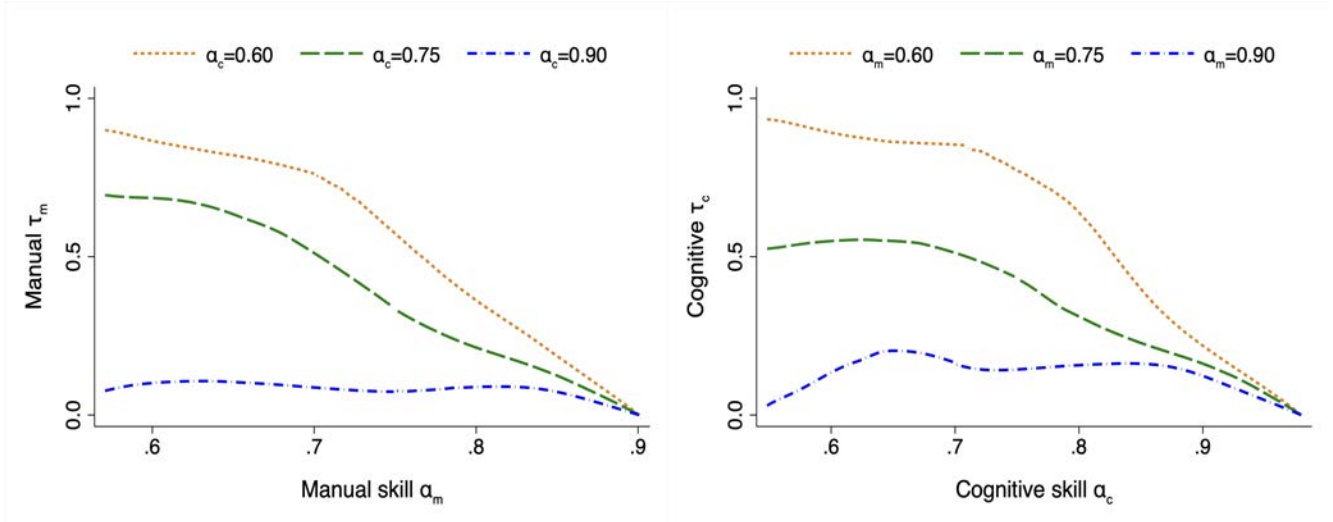 α_c=0.60 α_c=0.75 α_c=0.90
1.0
0.5
0.0
Manual τ_m
.6 .7 .8 .9
Manual skill α_m
α_m=0.60 α_m=0.75 α_m=0.90
1.0
0.5
0.0
Cognitive τ_c
.6 .7 .8 .9
Cognitive skill α_c